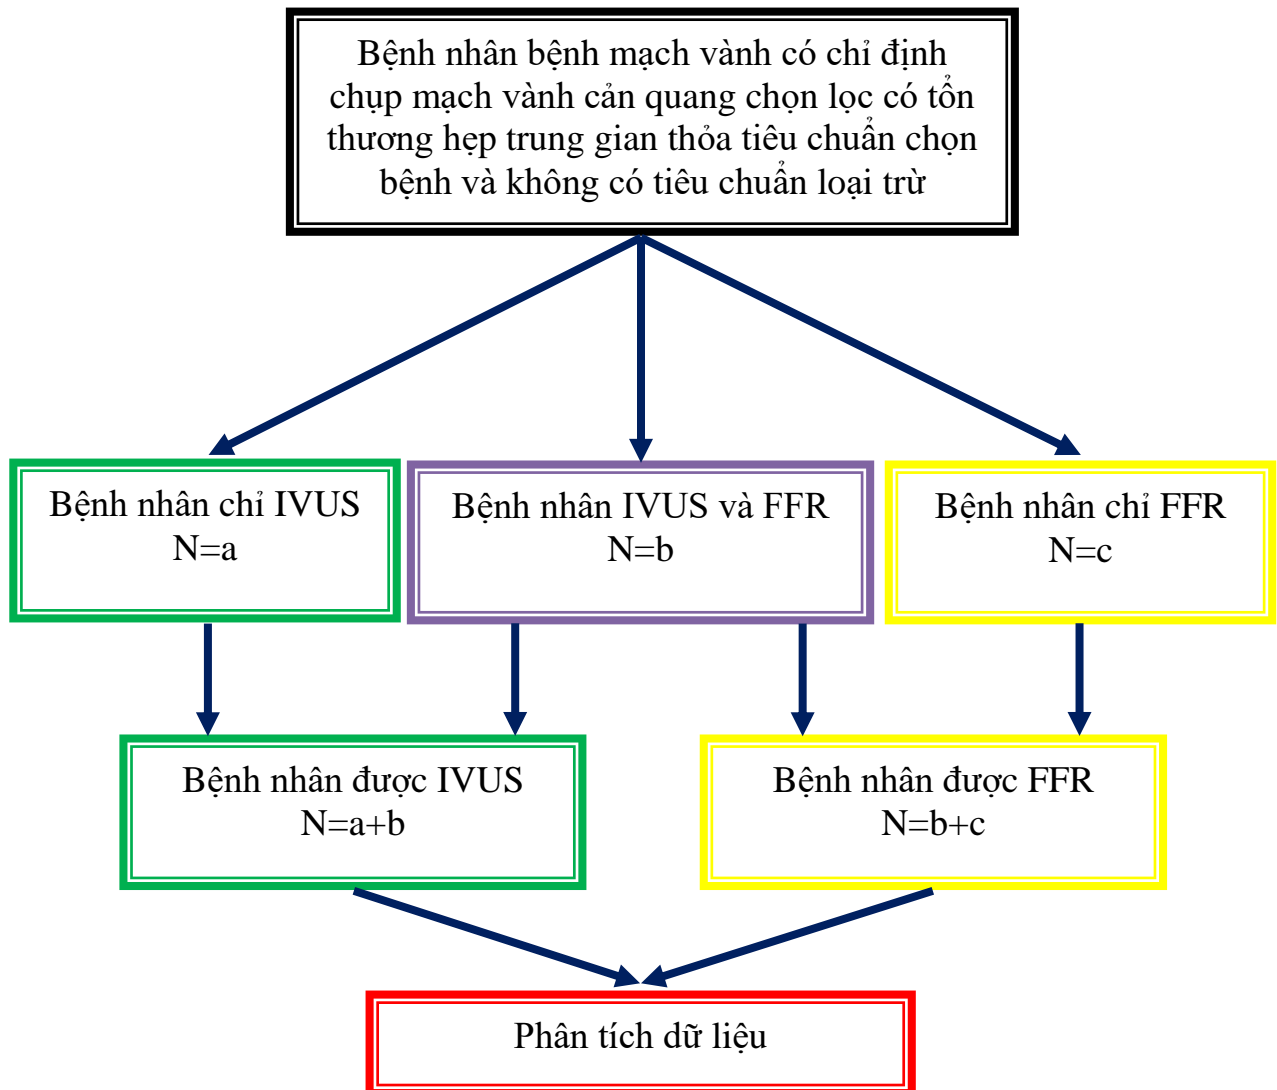 Bệnh nhân bệnh mạch vành có chỉ định
chụp mạch vành cản quang chọn lọc có tổn
thương hẹp trung gian thỏa tiêu chuẩn chọn
bệnh và không có tiêu chuẩn loại trừ
Bệnh nhân chỉ IVUS
N=a
Bệnh nhân IVUS và FFR
N=b
Bệnh nhân chỉ FFR
N=c
Bệnh nhân được IVUS
N=a+b
Bệnh nhân được FFR
N=b+c
Phân tích dữ liệu